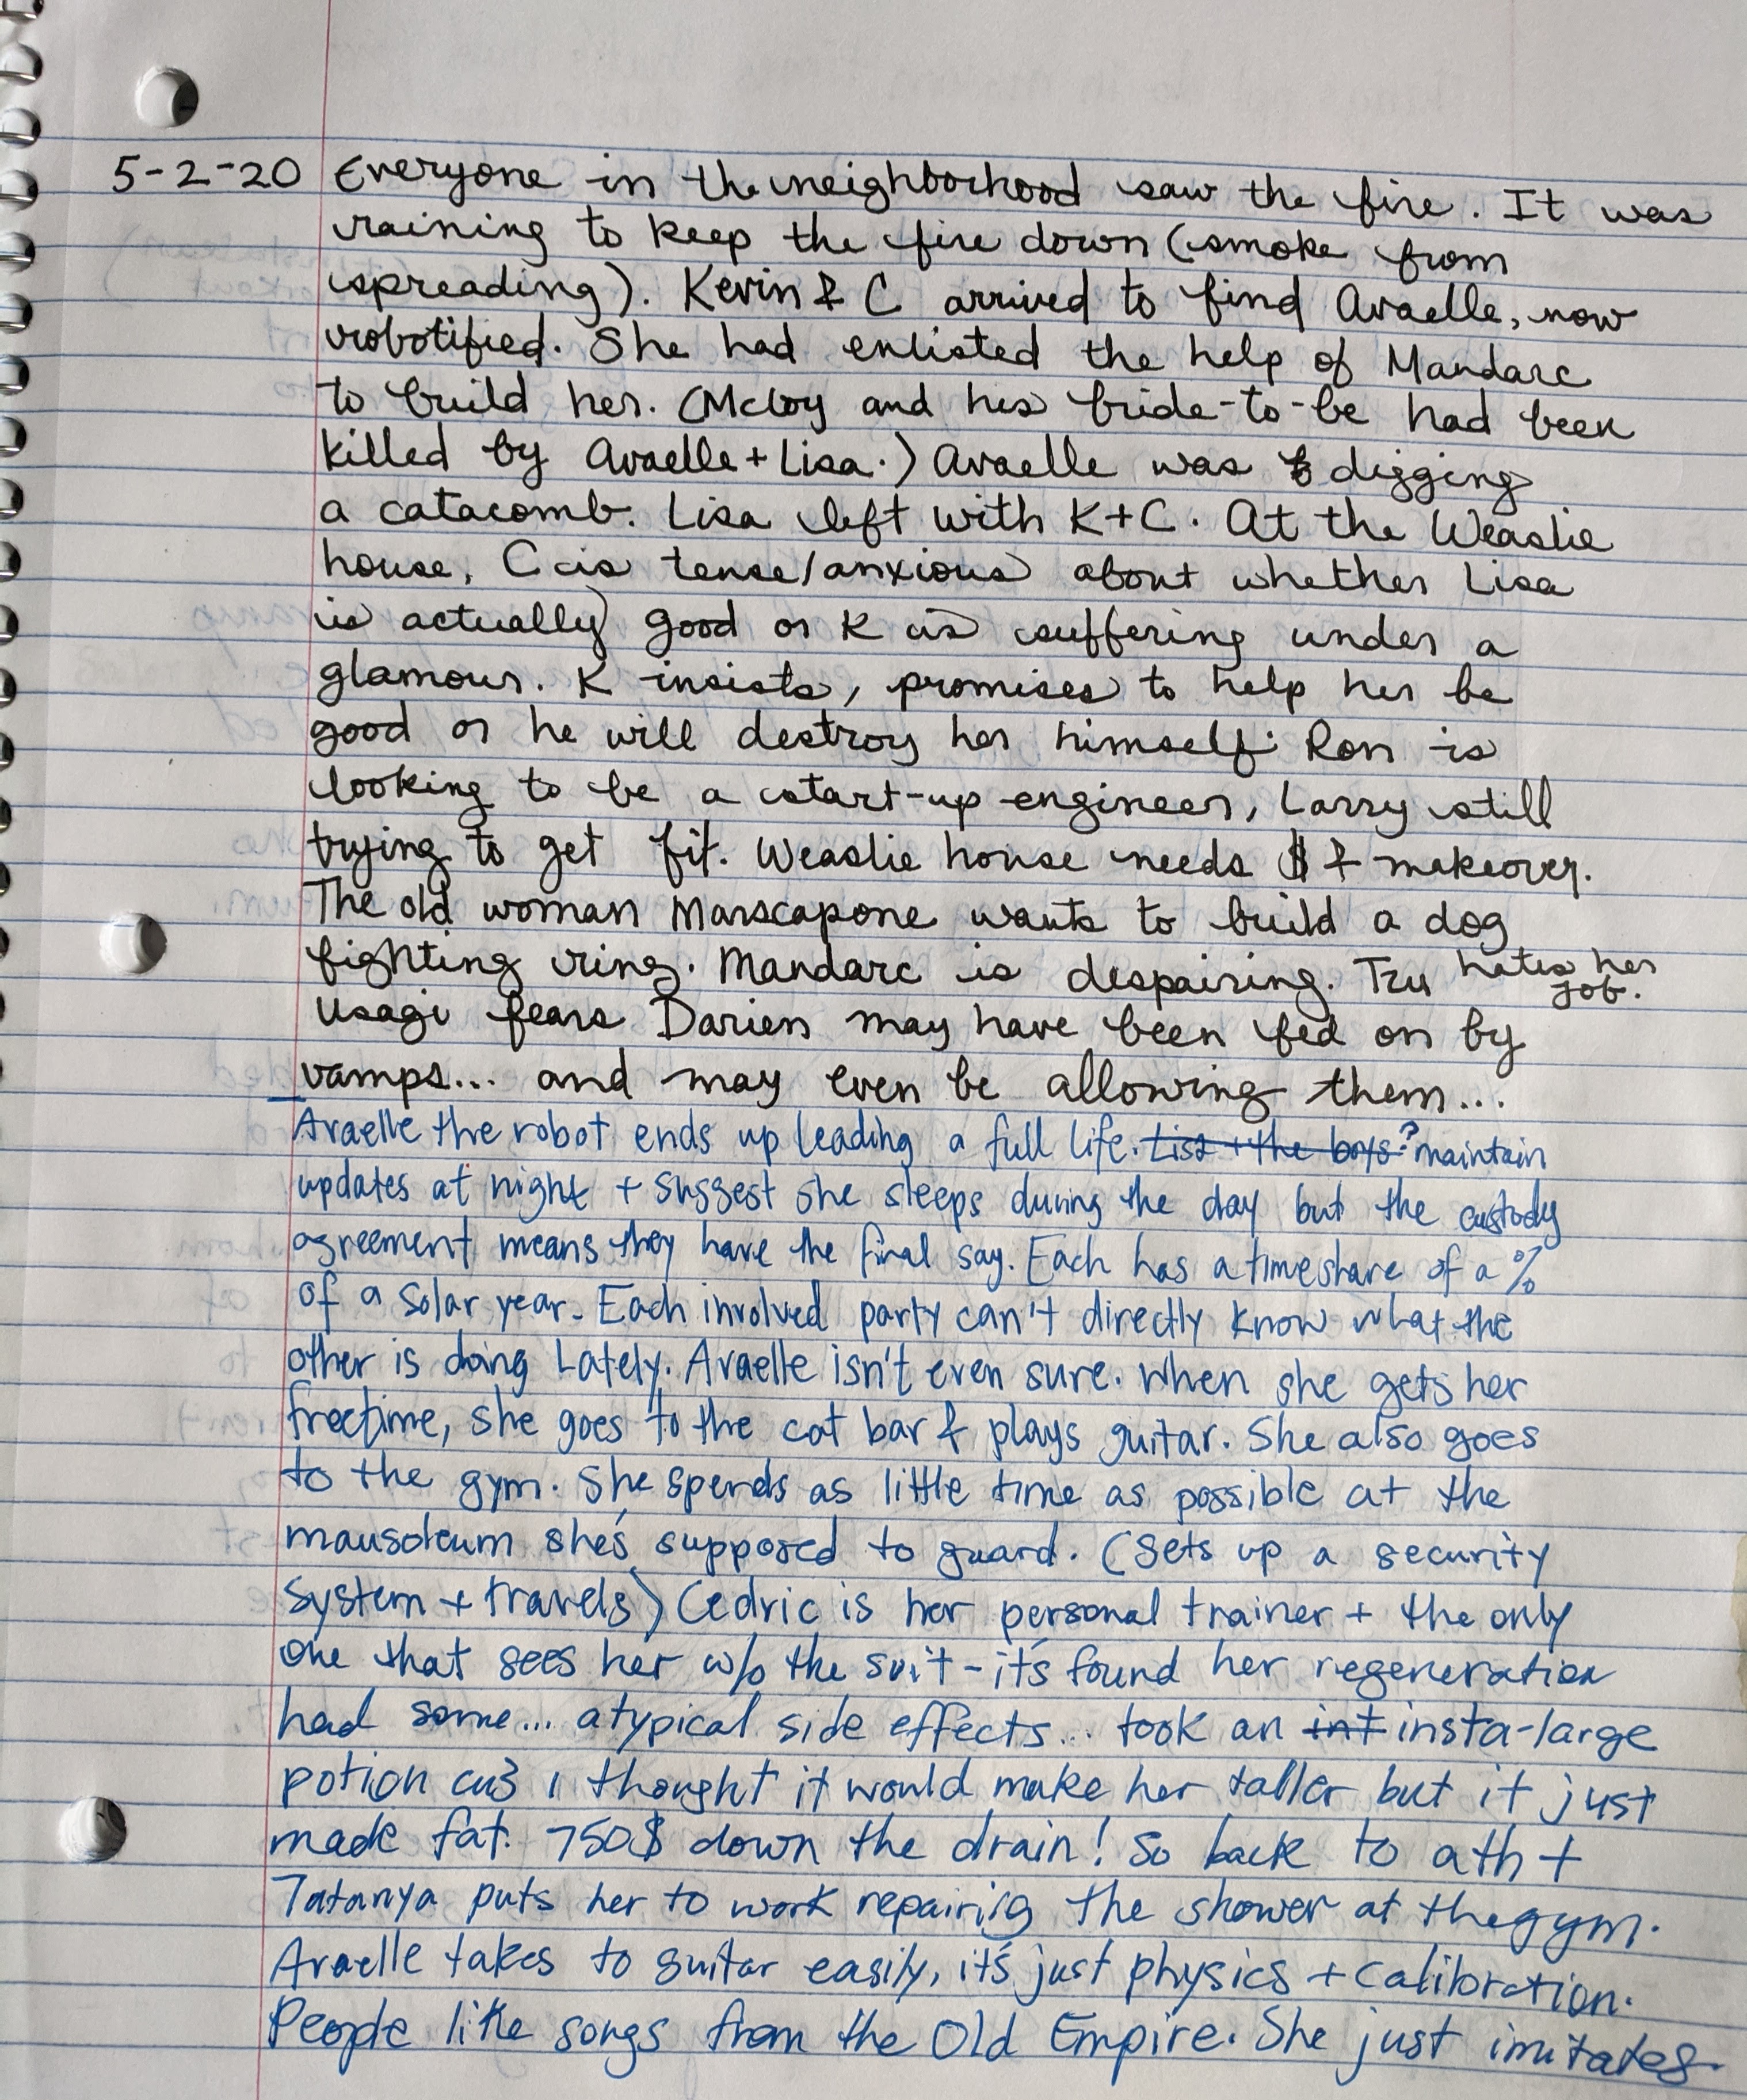 5-2-20 Everyone in the neighborhood saw the fire. It was
raining to keep the fire down (smoke from
spreading). Kevin & C arrived to find Avaelle, now
robotified. She had enlisted the help of Mandarc
to build her. (McCoy and his bride-to-be had been
killed by Avaelle + Lisa.) Avaelle was digging
a catacomb. Lisa left with K+C. At the Weaslie
house, C is tense/anxious about whether Lisa
is actually good or K is suffering under a
glamour. K insists, promises to help her be
good or he will destroy her himself. Ron is
looking to be a start-up engineer, Larry still
trying to get fit. Weaslie house needs $ & makeover.
The old woman Marscapone wants to build a dog
fighting ring. Mandarc is despairing. Tru hates her job.
Usagi fears Darien may have been fed on by
vamps... and may even be allowing them...
Avaelle the robot ends up leading a full life. Lisa + the boys? maintain
updates at night + suggest she sleeps during the day but the custody
agreement means they have the final say. Each has a timeshare of a %
of a solar year. Each involved party can't directly know what the
other is doing Lately. Avaelle isn't even sure. When she gets her
freetime, she goes to the cat bar & plays guitar. She also goes
to the gym. She spends as little time as possible at the
mausoleum she's supposed to guard. (Sets up a security
system + travels) Cedric is her personal trainer + the only
one that sees her w/o the suit - it's found her regeneration
had some... atypical side effects... took an int insta-large
potion cuz I thought it would make her taller but it just
made fat. 750$ down the drain! So back to ath +
Tatanya puts her to work repairing the shower at the gym.
Avaelle takes to guitar easily, it's just physics + calibration.
People like songs from the Old Empire. She just imitates